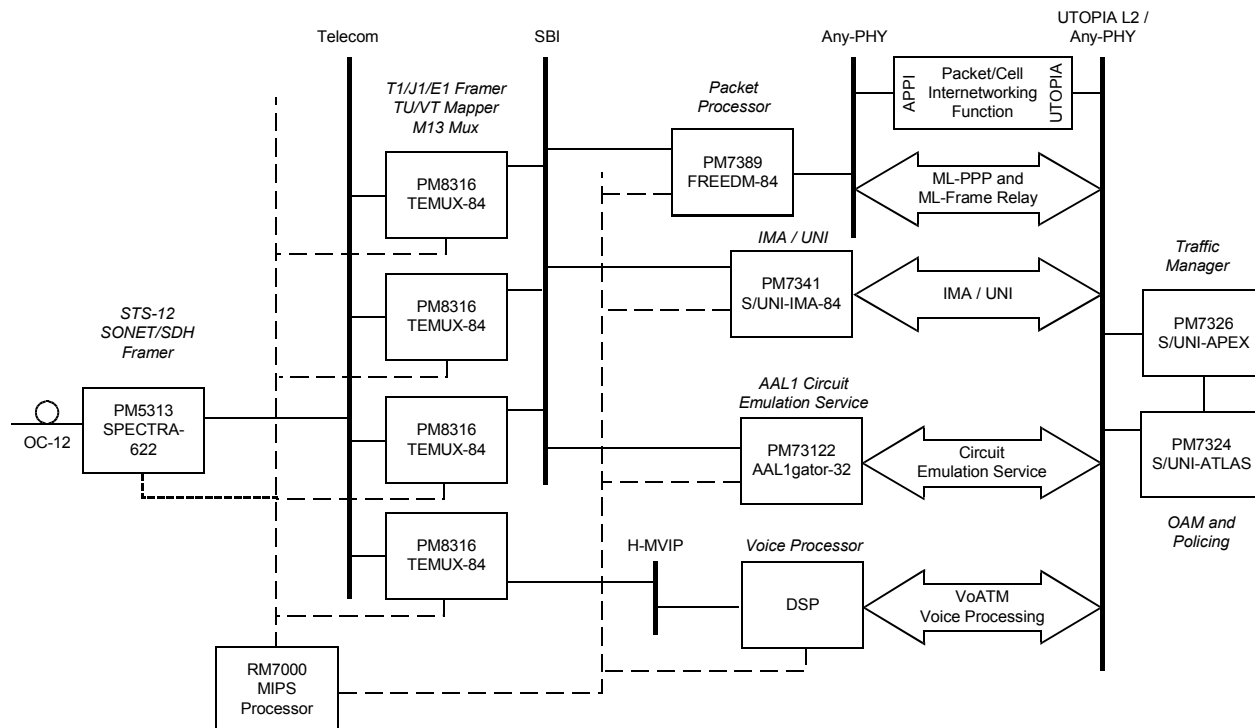 Telecom
SBI
Any-PHY
UTOPIA L2 /
Any-PHY
T1/J1/E1 Framer
TU/VT Mapper
M13 Mux
Packet
Processor
APPI
Packet/Cell
Internetworking
Function
UTOPIA
PM8316
TEMUX-84
PM7389
FREEDM-84
ML-PPP and
ML-Frame Relay
IMA / UNI
Traffic
Manager
PM8316
TEMUX-84
PM7341
S/UNI-IMA-84
IMA / UNI
PM7326
S/UNI-APEX
STS-12
SONET/SDH
Framer
AAL1 Circuit
Emulation Service
OC-12
PM5313
SPECTRA-
622
PM8316
TEMUX-84
PM73122
AAL1gator-32
Circuit
Emulation Service
PM7324
S/UNI-ATLAS
OAM and
Policing
H-MVIP
Voice Processor
PM8316
TEMUX-84
DSP
VoATM
Voice Processing
RM7000
MIPS
Processor